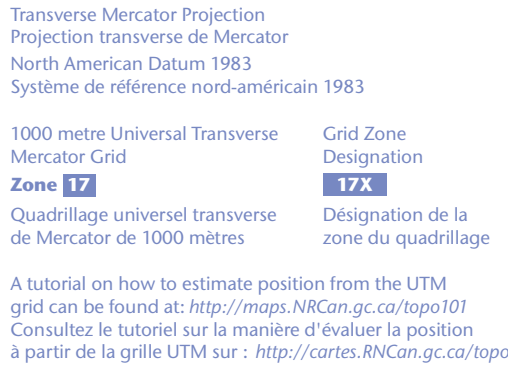 Transverse Mercator Projection
Projection transverse de Mercator
North American Datum 1983
Système de référence nord-américain 1983
1000 metre Universal Transverse
Mercator Grid
Zone 17
Quadrillage universel transverse
de Mercator de 1000 mètres
Grid Zone
Designation
17X
Désignation de la
zone du quadrillage
A tutorial on how to estimate position from the UTM
grid can be found at: http://maps.NRCan.gc.ca/topo101
Consultez le tutoriel sur la manière d'évaluer la position
à partir de la grille UTM sur : http://cartes.RNCan.gc.ca/topo